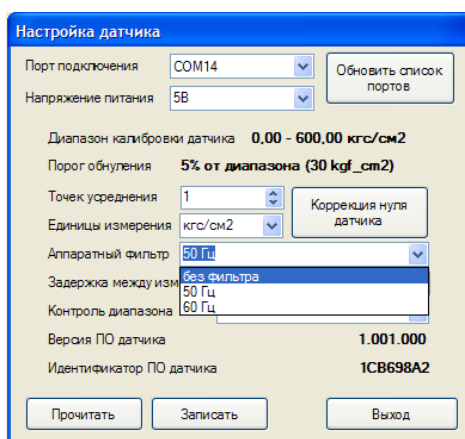 Настройка датчика
Порт подключения COM14
Обновить список
портов
Напряжение питания 5В
Диапазон калибровки датчика 0,00 - 600,00 кгс/см2
Порог обнуления 5% от диапазона (30 kgf_cm2)
Точек усреднения 1
Коррекция нуля
датчика
Единицы измерения кгс/см2
Аппаратный фильтр 50 Гц
без фильтра
Задержка между изм
50 Гц
60 Гц
Контроль диапазона
Версия ПО датчика 1.001.000
Идентификатор ПО датчика 1CB698A2
Прочитать Записать Выход